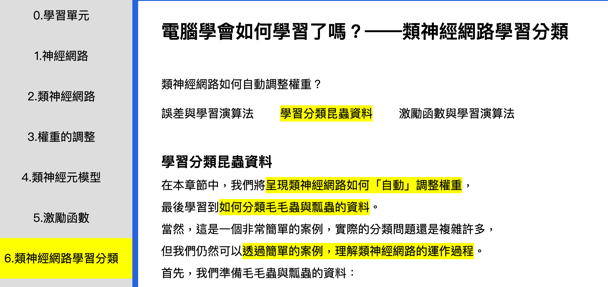 0.學習單元
1.神經網路
2.類神經網路
3.權重的調整
4.類神經元模型
5.激勵函數
6.類神經網路學習分類
電腦學會如何學習了嗎？——類神經網路學習分類
類神經網路如何自動調整權重？
誤差與學習演算法 學習分類昆蟲資料 激勵函數與學習演算法
學習分類昆蟲資料
在本章節中，我們將呈現類神經網路如何「自動」調整權重，
最後學習到如何分類毛毛蟲與瓢蟲的資料。
當然，這是一個非常簡單的案例，實際的分類問題還是複雜許多，
但我們仍然可以透過簡單的案例，理解類神經網路的運作過程。
首先，我們準備毛毛蟲與瓢蟲的資料：